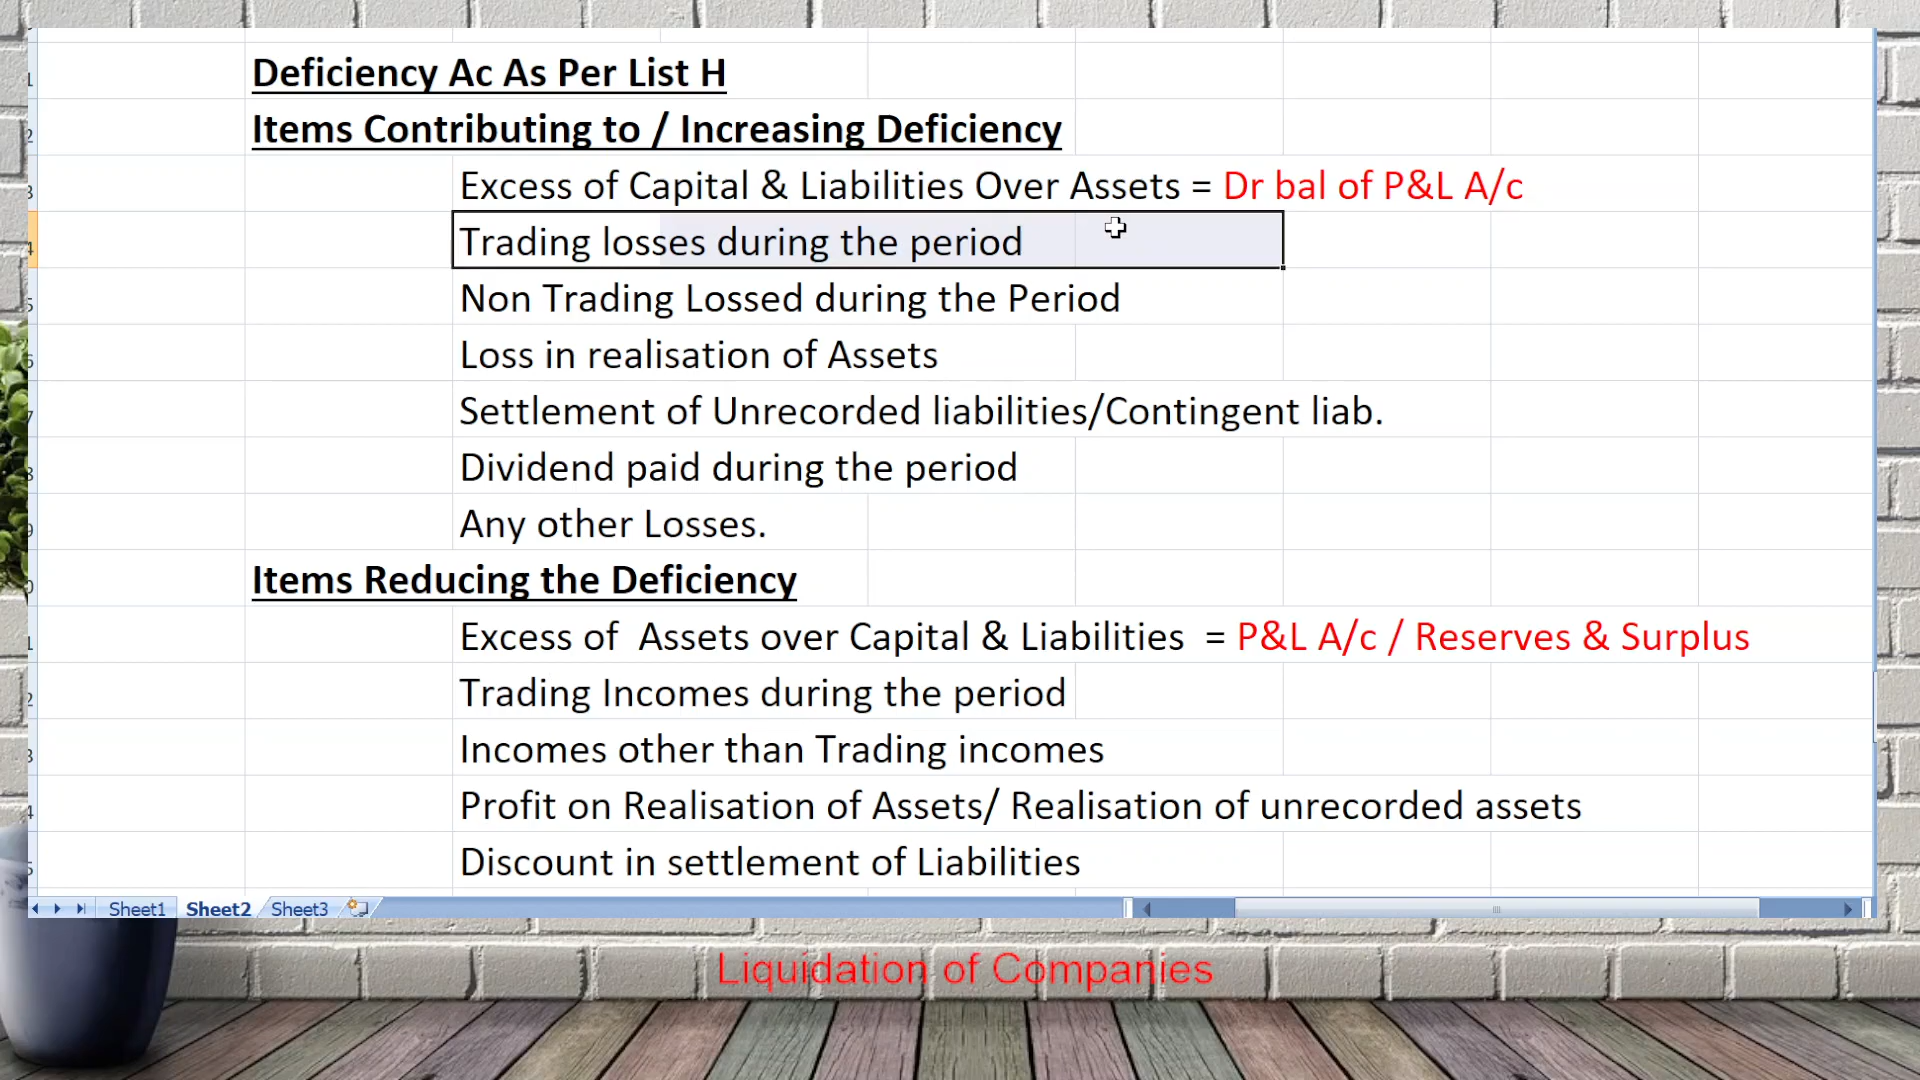 Deficiency Ac As Per List H
Items Contributing to / Increasing Deficiency
Excess of Capital & Liabilities Over Assets = Dr bal of P&L A/c
Trading losses during the period
Non Trading Lossed during the Period
Loss in realisation of Assets
Settlement of Unrecorded liabilities/Contingent liab.
Dividend paid during the period
Any other Losses.
Items Reducing the Deficiency
Excess of Assets over Capital & Liabilities = P&L A/c / Reserves & Surplus
Trading Incomes during the period
Incomes other than Trading incomes
Profit on Realisation of Assets/ Realisation of unrecorded assets
Discount in settlement of Liabilities
Sheet1 Sheet2 Sheet3
Liquidation of Companies